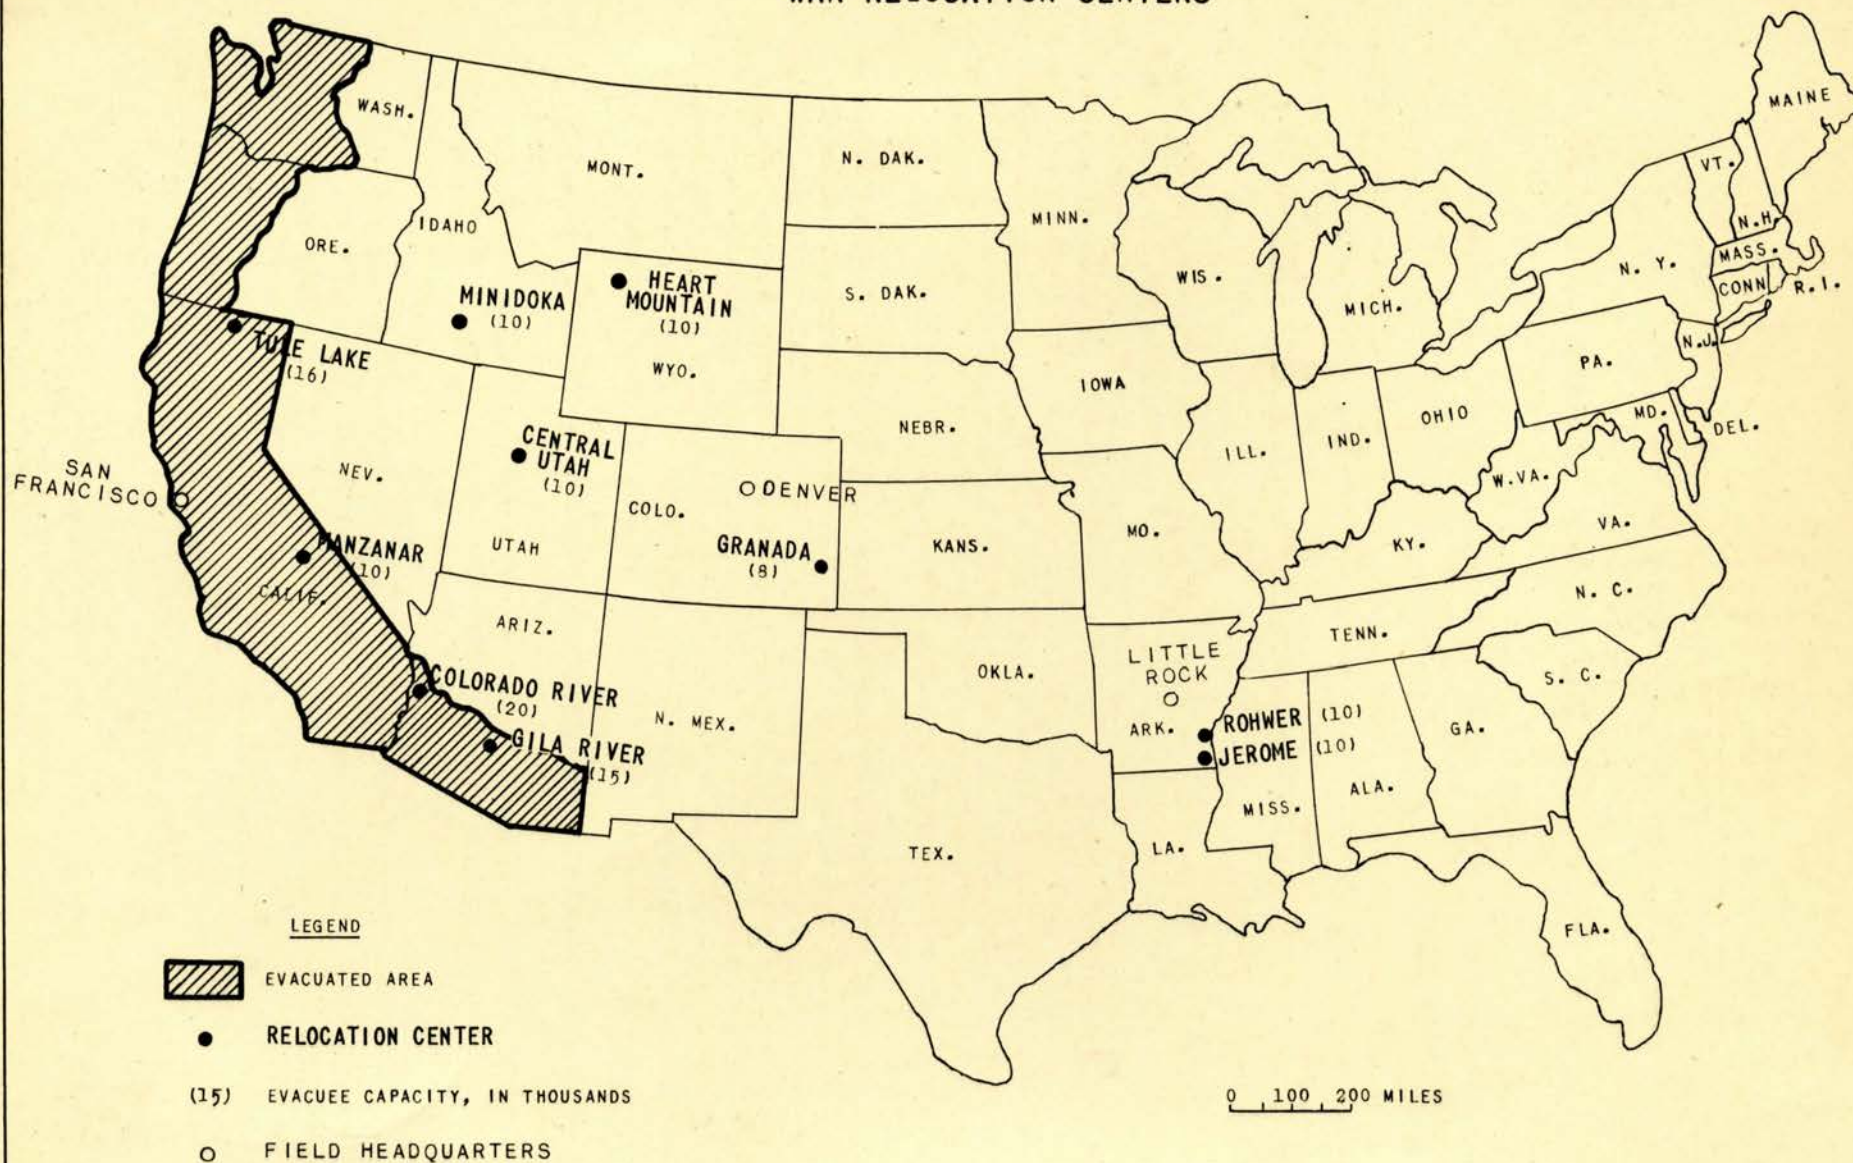 WRA RELOCATION CENTERS
WASH.
MONT.
N. DAK.
MINN.
MAINE
VT.
N.H.
MASS.
CONN
R.I.
N. Y.
ORE.
IDAHO
S. DAK.
WIS.
MICH.
MINIDOKA
(10)
HEART
MOUNTAIN
(10)
WYO.
TULE LAKE
(16)
IOWA
PA.
N.J.
NEBR.
ILL.
IND.
OHIO
MD.
DEL.
SAN
FRANCISCO
NEV.
CENTRAL
UTAH
(10)
UTAH
COLO.
DENVER
GRANADA
(8)
KANS.
MO.
KY.
W.VA.
VA.
MANZANAR
(10)
CALIF.
ARIZ.
COLORADO RIVER
(20)
GILA RIVER
(15)
N. MEX.
OKLA.
LITTLE
ROCK
ARK.
ROHWER (10)
JEROME (10)
TENN.
N. C.
S. C.
GA.
ALA.
MISS.
LA.
TEX.
FLA.
LEGEND
EVACUATED AREA
RELOCATION CENTER
(15) EVACUEE CAPACITY, IN THOUSANDS
FIELD HEADQUARTERS
0 100 200 MILES